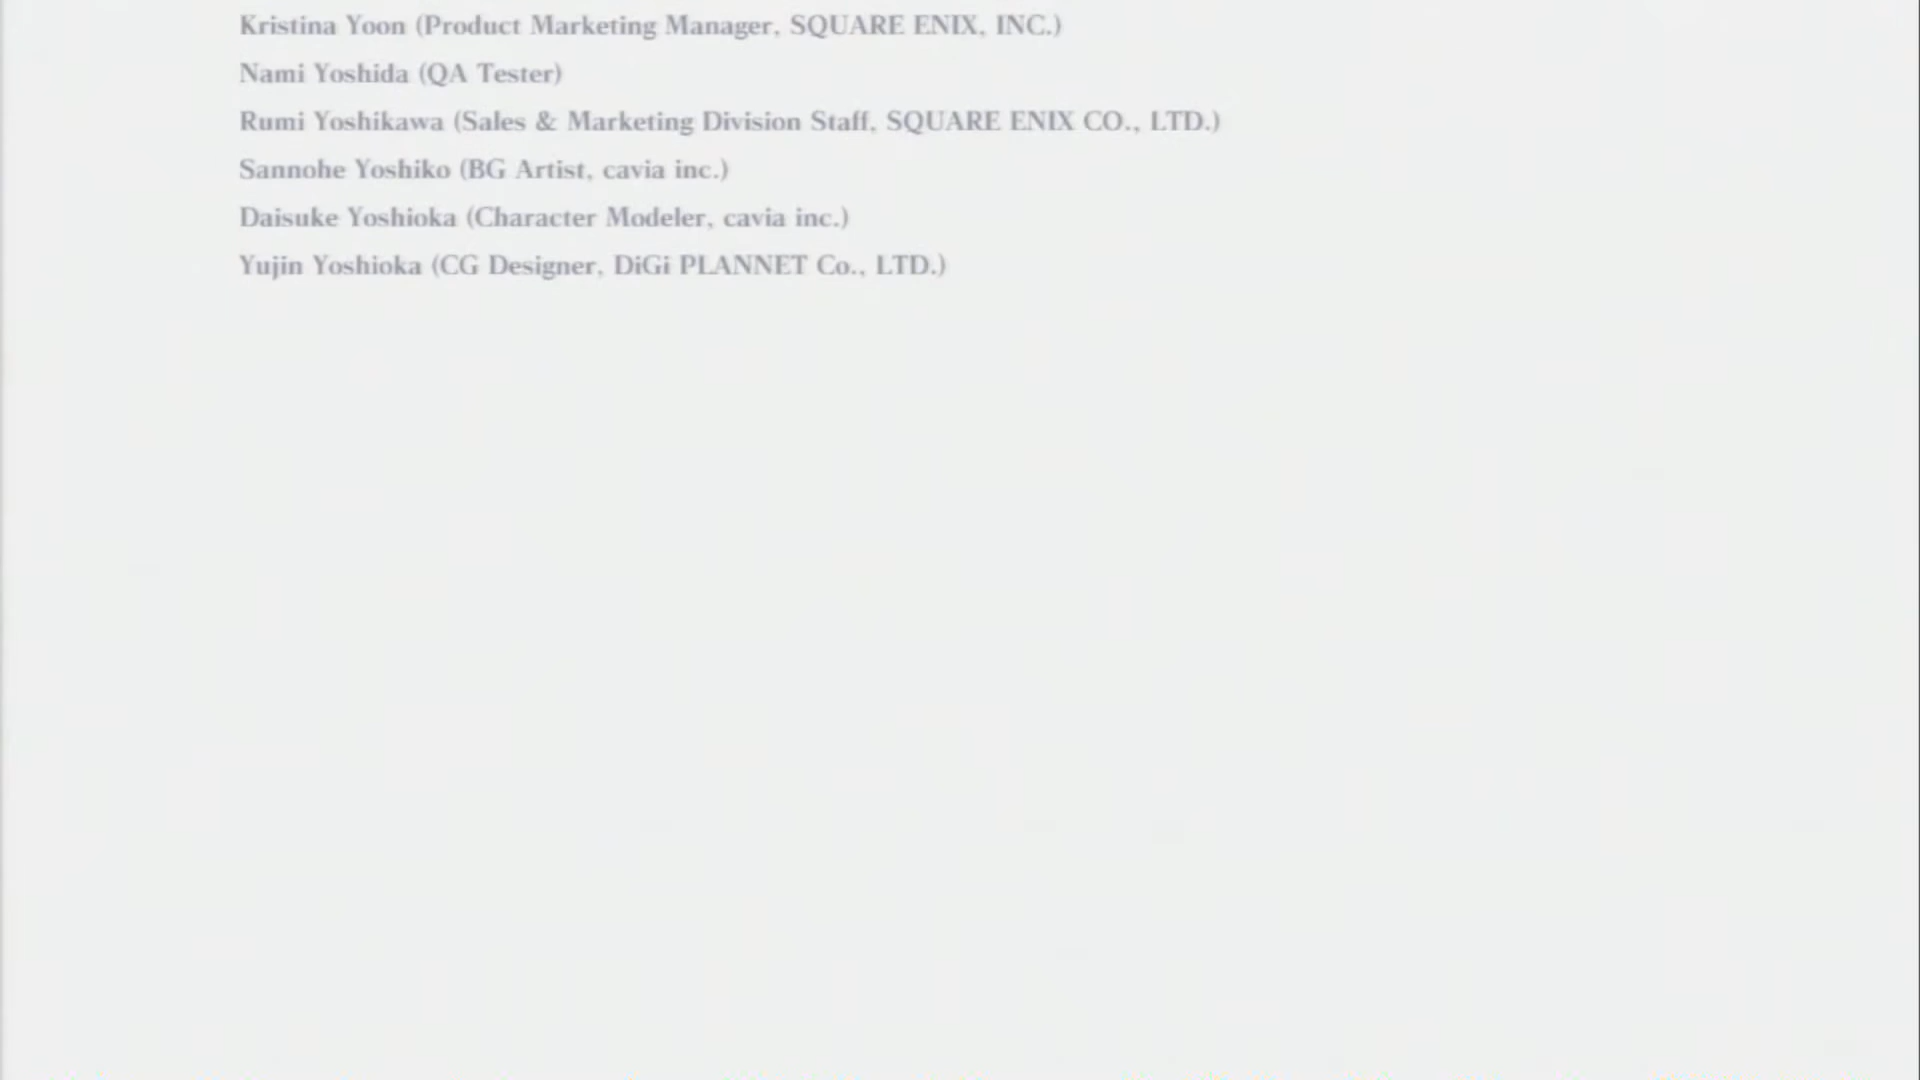 Kristina Yoon (Product Marketing Manager, SQUARE ENIX, INC.)
Nami Yoshida (QA Tester)
Rumi Yoshikawa (Sales & Marketing Division Staff, SQUARE ENIX CO., LTD.)
Sannohe Yoshiko (BG Artist, cavia inc.)
Daisuke Yoshioka (Character Modeler, cavia inc.)
Yujin Yoshioka (CG Designer, DiGi PLANNET Co., LTD.)